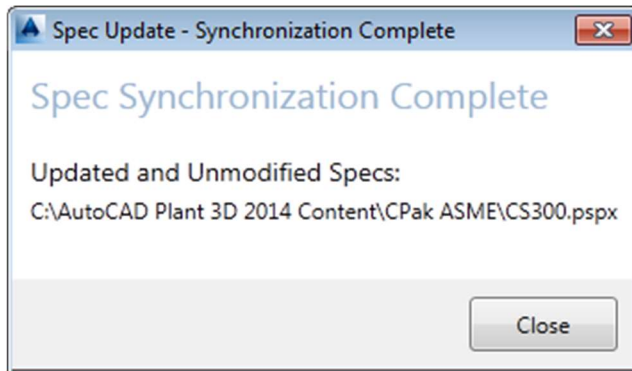 Spec Update - Synchronization Complete
Spec Synchronization Complete
Updated and Unmodified Specs:
C:\AutoCAD Plant 3D 2014 Content\CPak ASME\CS300.pspx
Close